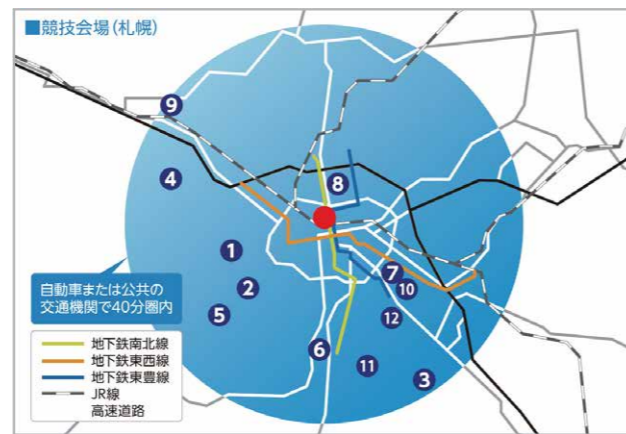 ■競技会場(札幌)
9
4
8
1
7
2
10
5
12
6
11
3
自動車または公共の
交通機関で40分圏内
地下鉄南北線
地下鉄東西線
地下鉄東豊線
JR線
高速道路